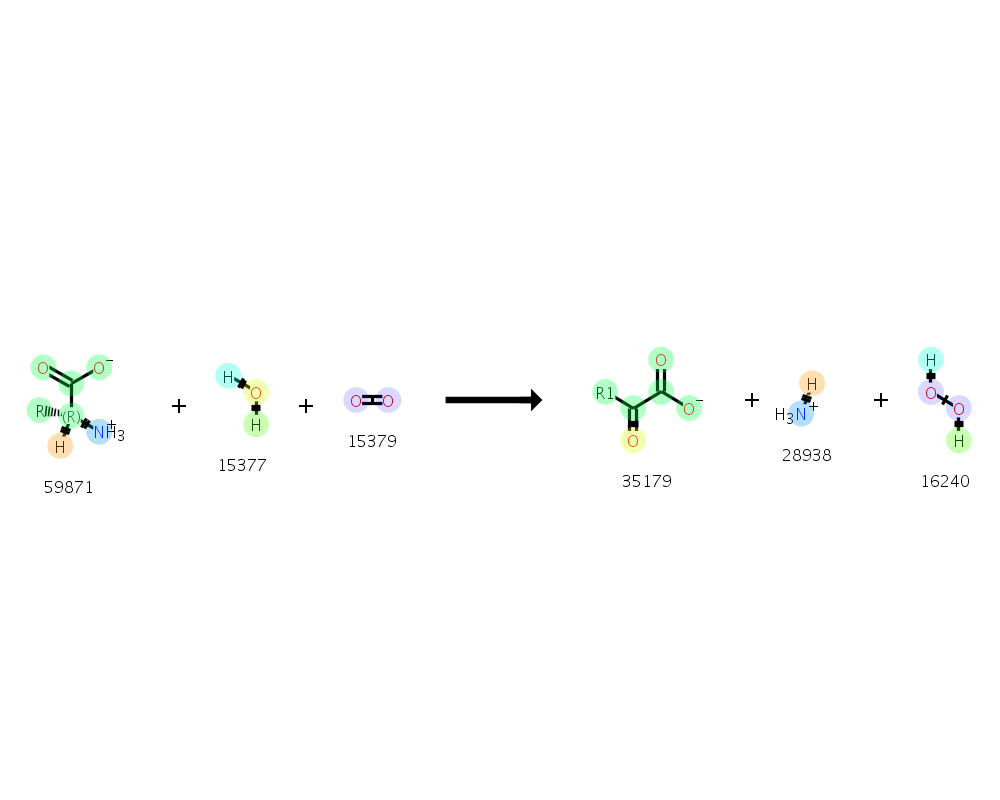 O O −
R (R) NH3 +
H
59871
+
H O
H
15377
+
O O
15379
O
R1 O −
O
35179
+
H
H3N +
28938
+
H
O O
H
16240